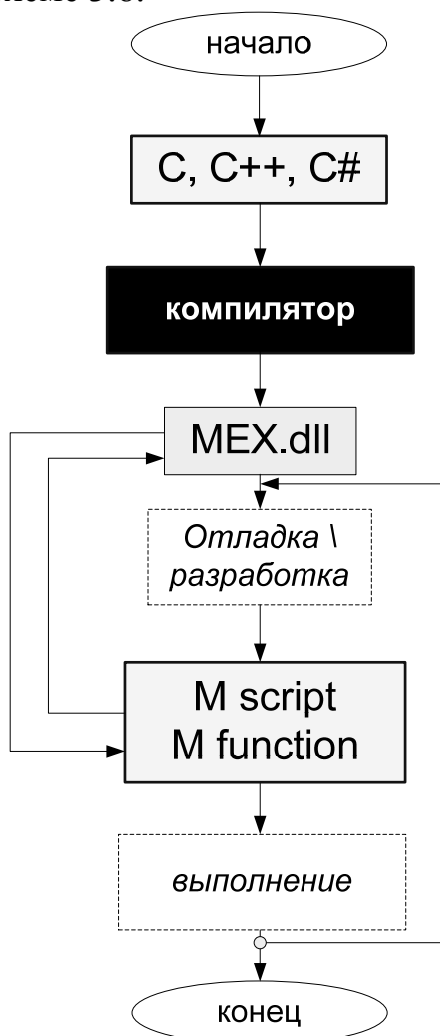 начало
C, C++, C#
компилятор
MEX.dll
Отладка \
разработка
M script
M function
выполнение
конец